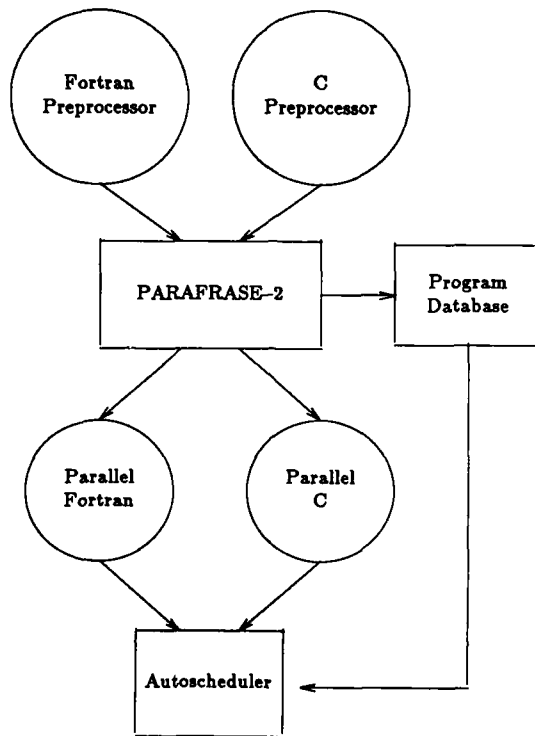 Fortran
Preprocessor
C
Preprocessor
PARAFRASE–2
Program
Database
Parallel
Fortran
Parallel
C
Autoscheduler